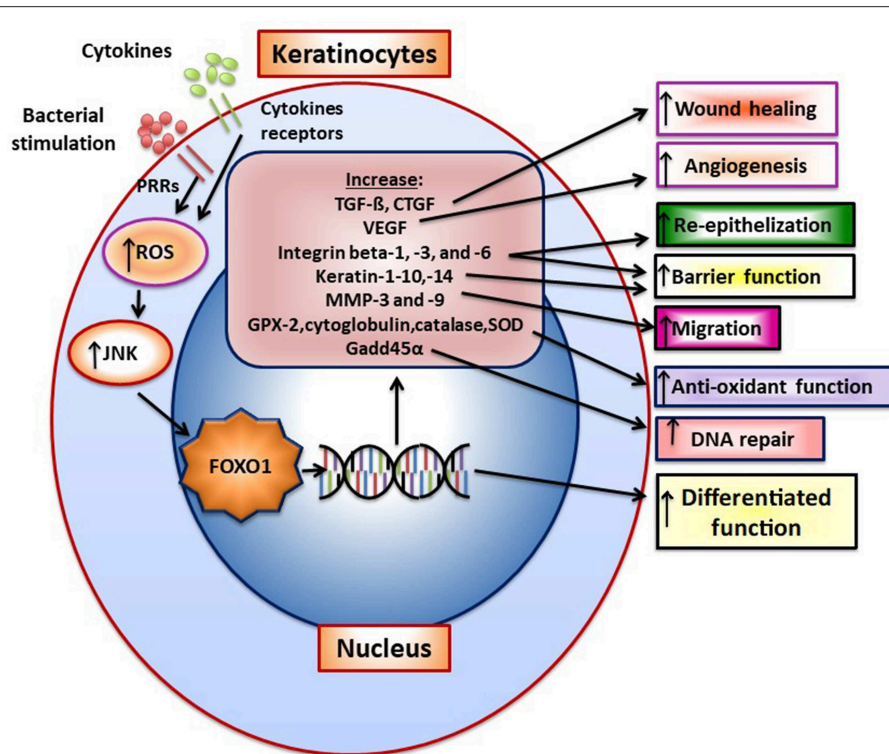 Keratinocytes
Cytokines
Bacterial
stimulation
Cytokines
receptors
PRRs
↑ROS
↑JNK
FOXO1
Increase:
TGF-ß, CTGF
VEGF
Integrin beta-1, -3, and -6
Keratin-1-10,-14
MMP-3 and -9
GPX-2,cytoglobulin,catalase,SOD
Gadd45α
Nucleus
↑Wound healing
↑Angiogenesis
↑Re-epithelization
↑Barrier function
↑Migration
↑Anti-oxidant function
↑DNA repair
↑Differentiated
function